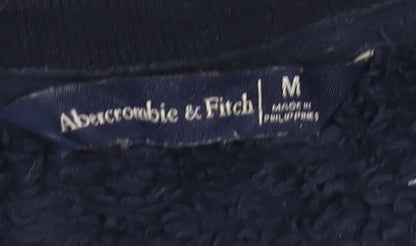 Abercrombie & Fitch
M
MADE IN
PHILIPPINES